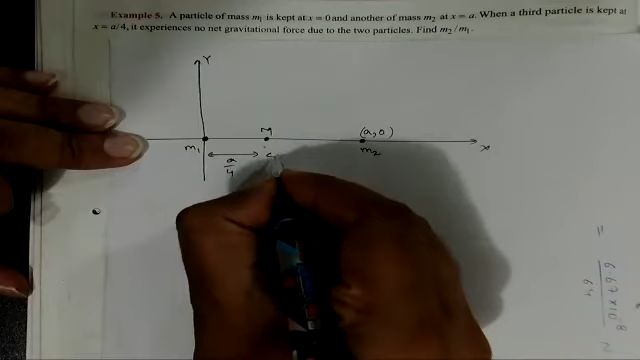 Example 5. A particle of mass m₁ is kept at x = 0 and another of mass m₂ at x = a. When a third particle is kept at
x = a/4, it experiences no net gravitational force due to the two particles. Find m₂/m₁.
Y
(a,0)
m₁
m₂
X
a/4